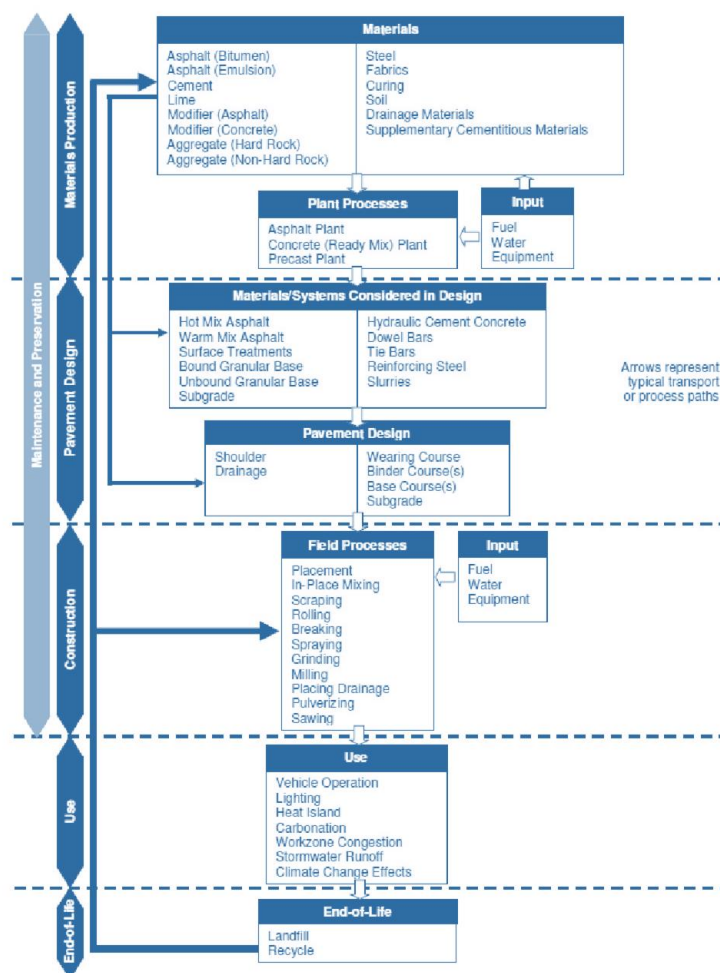 Materials
Asphalt (Bitumen)
Asphalt (Emulsion)
Cement
Lime
Modifier (Asphalt)
Modifier (Concrete)
Aggregate (Hard Rock)
Aggregate (Non-Hard Rock)
Steel
Fabrics
Curing
Soil
Drainage Materials
Supplementary Cementitious Materials
Materials Production
Plant Processes
Asphalt Plant
Concrete (Ready Mix) Plant
Precast Plant
Input
Fuel
Water
Equipment
Maintenance and Preservation
Pavement Design
Materials/Systems Considered in Design
Hot Mix Asphalt
Warm Mix Asphalt
Surface Treatments
Bound Granular Base
Unbound Granular Base
Subgrade
Hydraulic Cement Concrete
Dowel Bars
Tie Bars
Reinforcing Steel
Slurries
Arrows represent
typical transport
or process paths
Pavement Design
Shoulder
Drainage
Wearing Course
Binder Course(s)
Base Course(s)
Subgrade
Construction
Field Processes
Placement
In-Place Mixing
Scraping
Rolling
Breaking
Spraying
Grinding
Milling
Placing Drainage
Pulverizing
Sawing
Input
Fuel
Water
Equipment
Use
Use
Vehicle Operation
Lighting
Heat Island
Carbonation
Workzone Congestion
Stormwater Runoff
Climate Change Effects
End-of-Life
End-of-Life
Landfill
Recycle